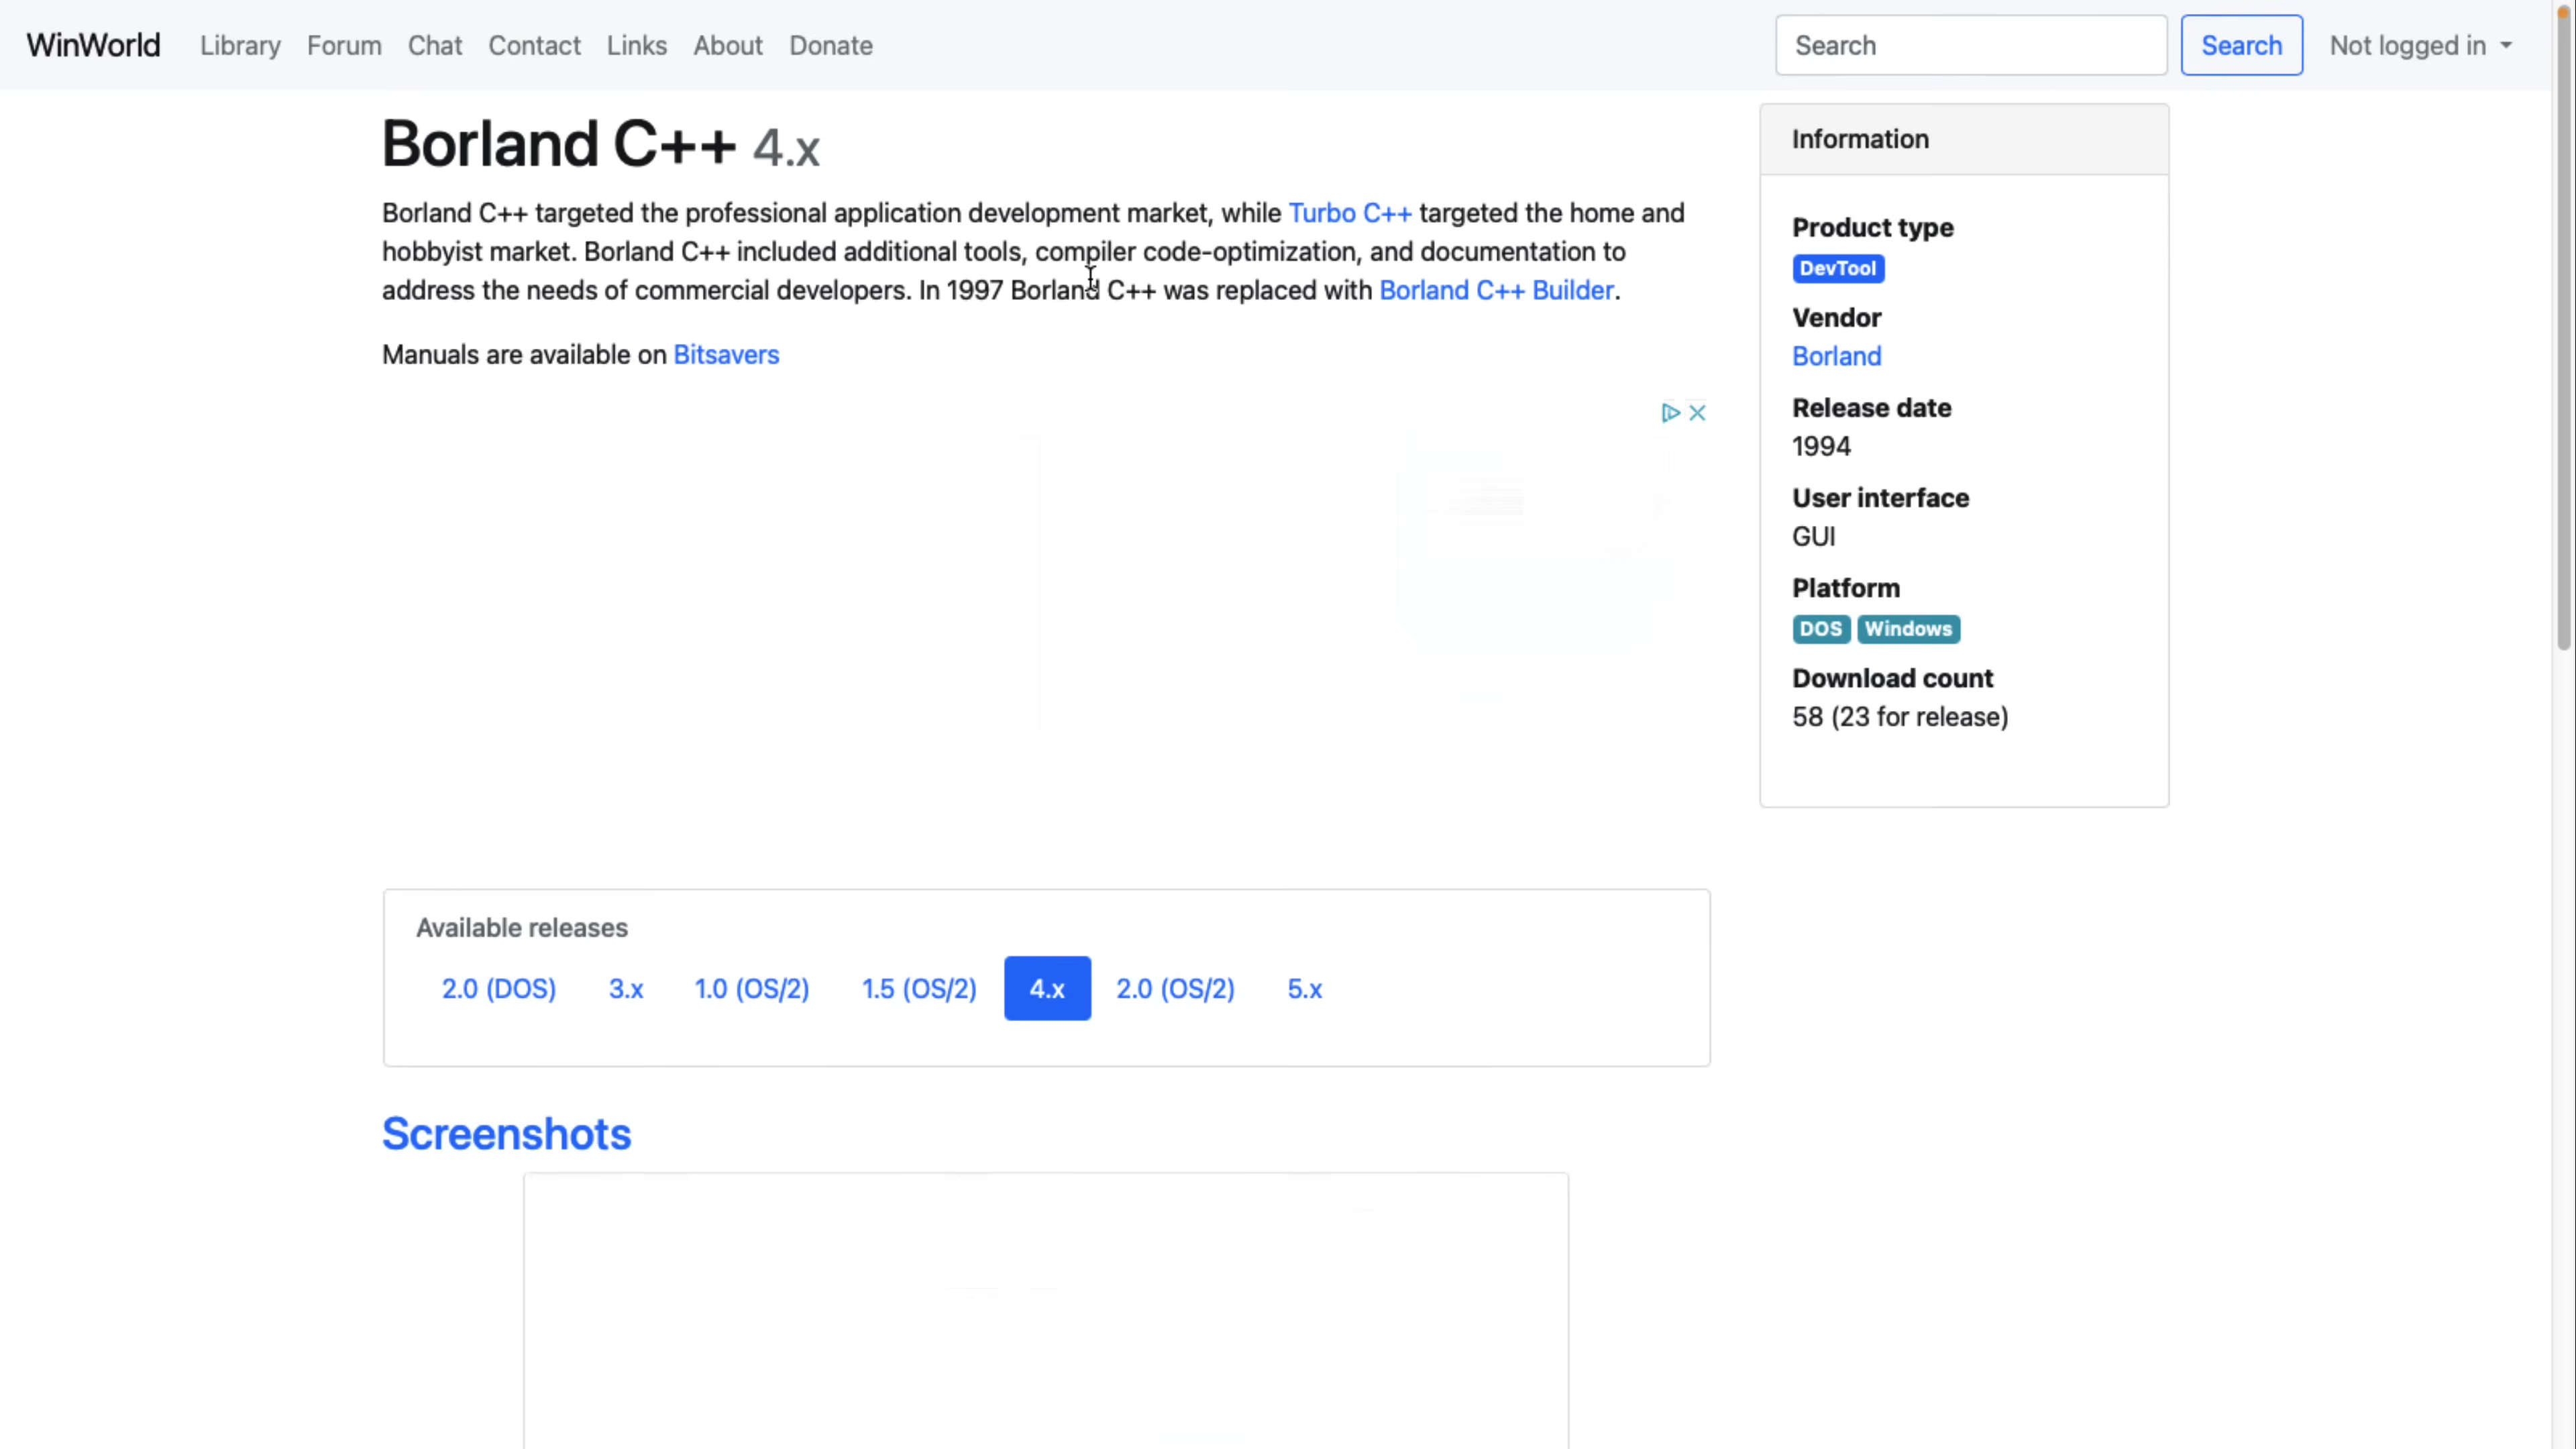 WinWorld Library Forum Chat Contact Links About Donate Search Search Not logged in
Borland C++ 4.x
Borland C++ targeted the professional application development market, while Turbo C++ targeted the home and
hobbyist market. Borland C++ included additional tools, compiler code-optimization, and documentation to
address the needs of commercial developers. In 1997 Borland C++ was replaced with Borland C++ Builder.
Manuals are available on Bitsavers
Information
Product type
DevTool
Vendor
Borland
Release date
1994
User interface
GUI
Platform
DOS Windows
Download count
58 (23 for release)
Available releases
2.0 (DOS) 3.x 1.0 (OS/2) 1.5 (OS/2) 4.x 2.0 (OS/2) 5.x
Screenshots